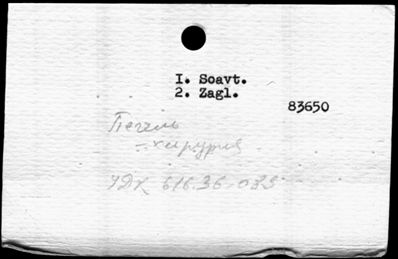 I. Soavt.
2. Zagl.
83650
Печень
- хирургия
УДК 616.36-089